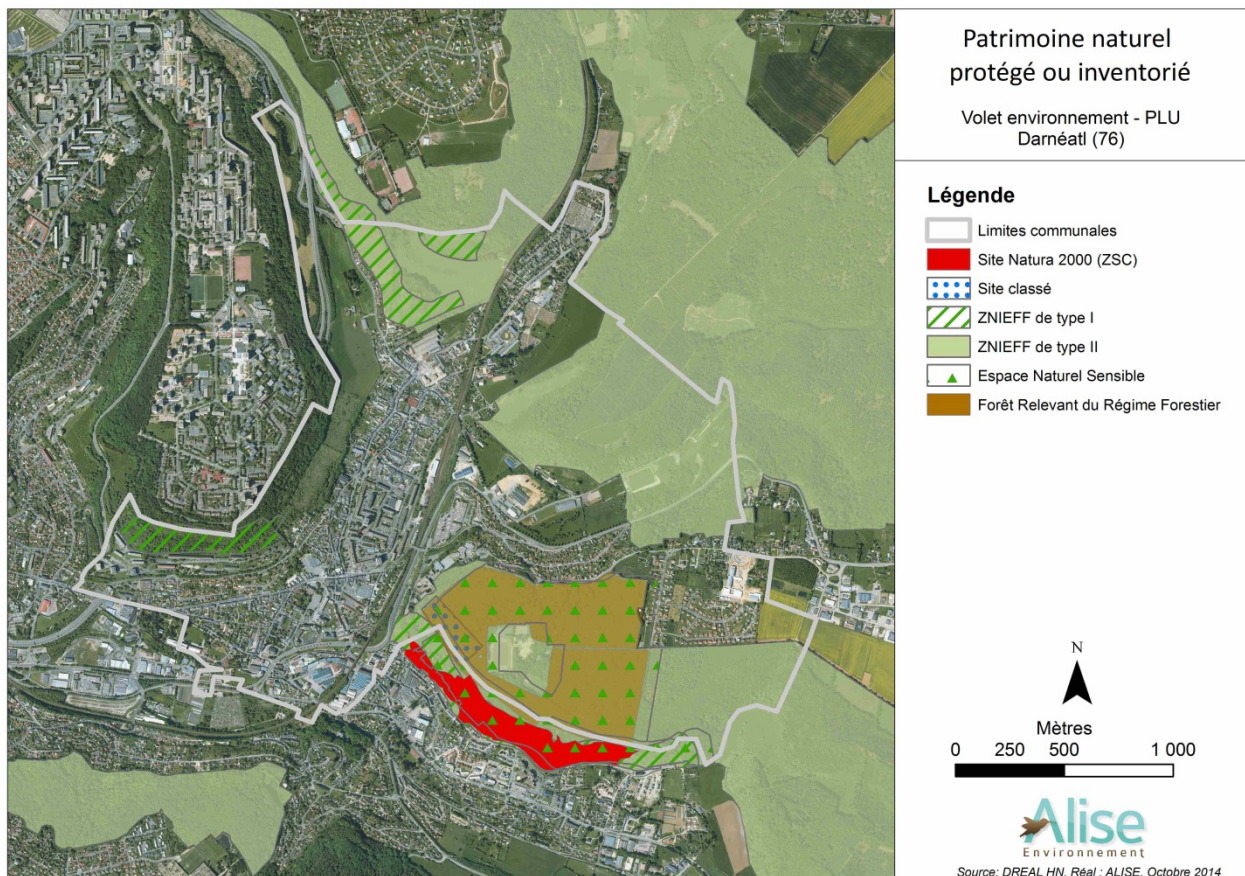 Patrimoine naturel
protégé ou inventorié
Volet environnement - PLU
Darnéatl (76)
Légende
Limites communales
Site Natura 2000 (ZSC)
Site classé
ZNIEFF de type I
ZNIEFF de type II
Espace Naturel Sensible
Forêt Relevant du Régime Forestier
N
Mètres
0 250 500 1 000
Alise
Environnement
Source: DREAL HN, Réal : ALISE, Octobre 2014